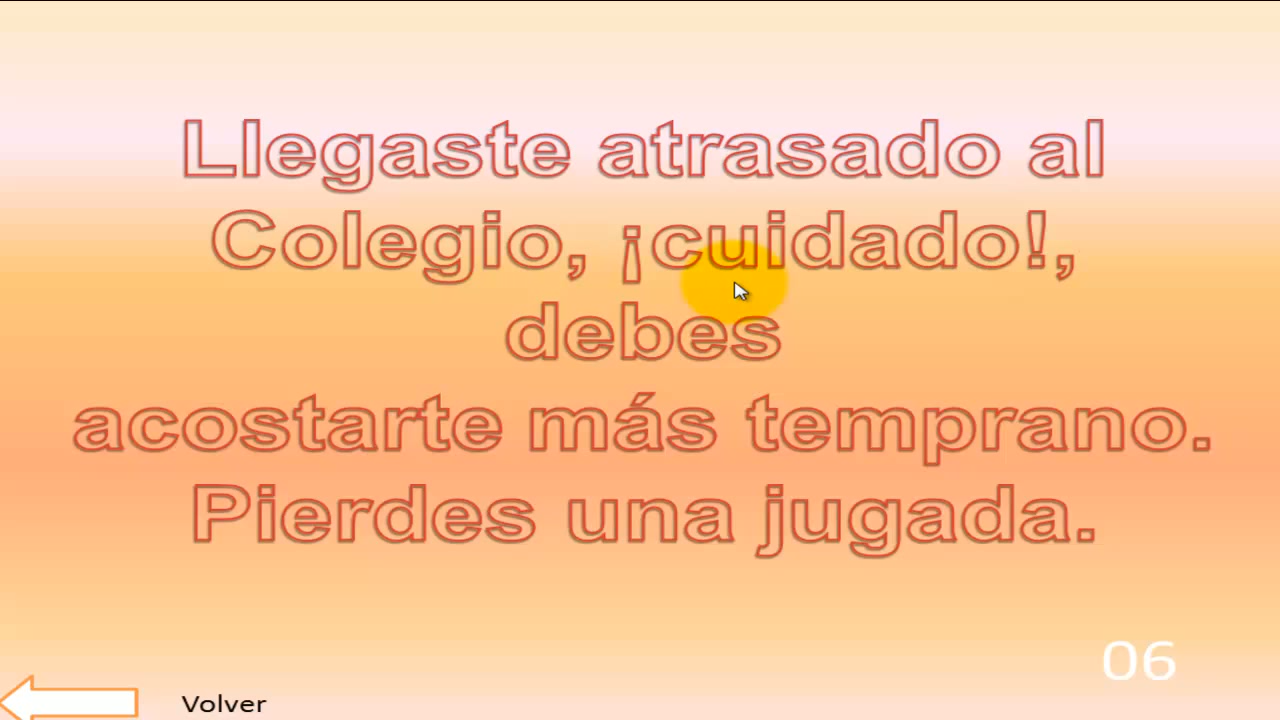 Llegaste atrasado al
Colegio, ¡cuidado!,
debes
acostarte más temprano.
Pierdes una jugada.
06
Volver